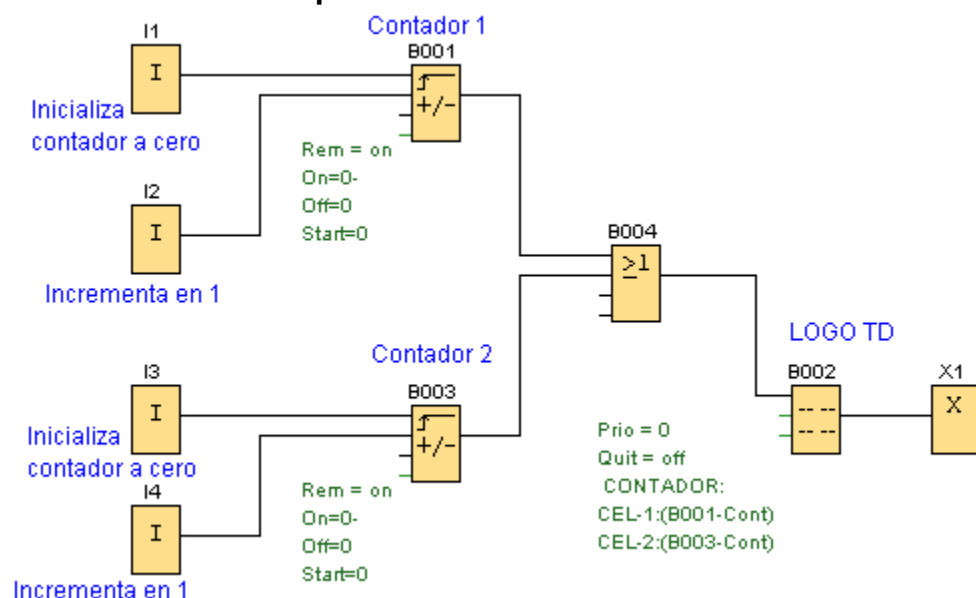 Contador 1
I1
B001
I
+/-
Inicializa
contador a cero
Rem = on
On=0-
Off=0
Start=0
I2
I
Incrementa en 1
B004
>1
LOGO TD
Contador 2
I3
B003
B002
X1
I
+/-
X
Inicializa
contador a cero
Prio = 0
Quit = off
CONTADOR:
CEL-1:(B001-Cont)
CEL-2:(B003-Cont)
I4
Rem = on
On=0-
Off=0
Start=0
I
Incrementa en 1